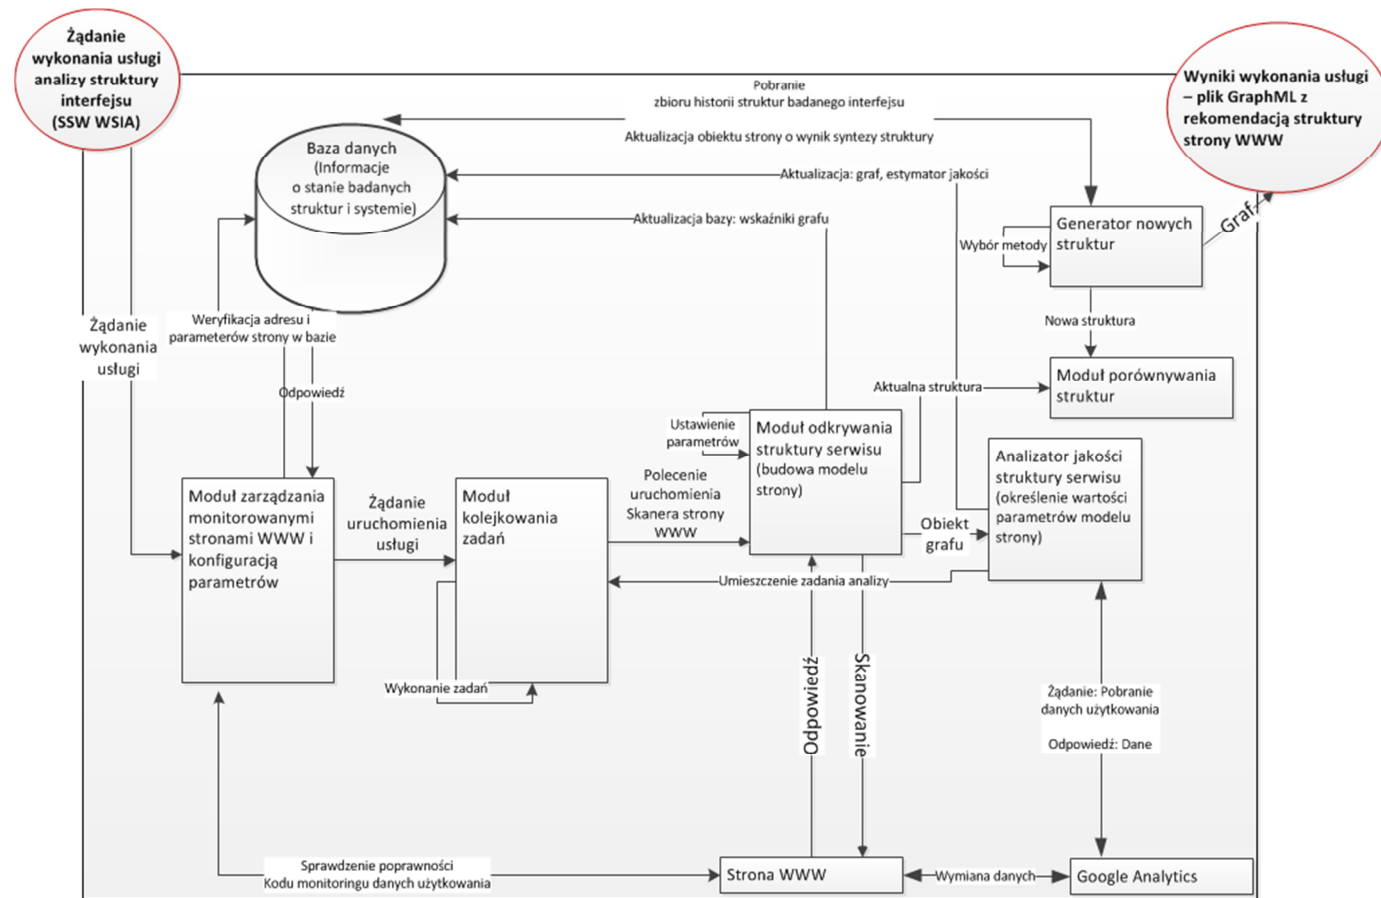 Żądanie
wykonania usługi
analizy struktury
interfejsu
(SSW WSIA)
Wyniki wykonania usługi
– plik GraphML z
rekomendacją struktury
strony WWW
Pobranie
zbioru historii struktur badanego interfejsu
Aktualizacja obiektu strony o wynik syntezy struktury
Baza danych
(Informacje
o stanie badanych
struktur i systemie)
Aktualizacja: graf, estymator jakości
Aktualizacja bazy: wskaźniki grafu
Generator nowych
struktur
Wybór metody
Graf
Żądanie
wykonania
usługi
Weryfikacja adresu i
parameterów strony w bazie
Odpowiedź
Nowa struktura
Moduł porównywania
struktur
Aktualna struktura
Ustawienie
parametrów
Moduł odkrywania
struktury serwisu
(budowa modelu
strony)
Analizator jakości
struktury serwisu
(określenie wartości
parametrów modelu
strony)
Moduł zarządzania
monitorowanymi
stronami WWW i
konfiguracją
parametrów
Żądanie
uruchomienia
usługi
Moduł
kolejkowania
zadań
Polecenie
uruchomienia
Skanera strony
WWW
Obiekt
grafu
Umieszczenie zadania analizy
Wykonanie zadań
Odpowiedź
Skanowanie
Żądanie: Pobranie
danych użytkowania
Odpowiedź: Dane
Sprawdzenie poprawności
Kodu monitoringu danych użytkowania
Strona WWW
Wymiana danych
Google Analytics